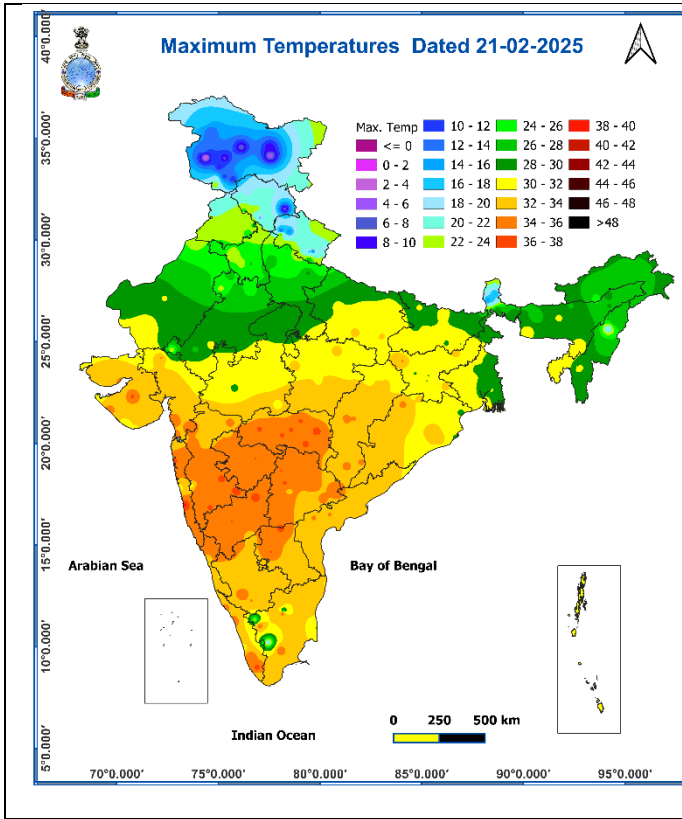 Maximum Temperatures Dated 21-02-2025
Max. Temp
<= 0
0 - 2
2 - 4
4 - 6
6 - 8
8 - 10
10 - 12
12 - 14
14 - 16
16 - 18
18 - 20
20 - 22
22 - 24
24 - 26
26 - 28
28 - 30
30 - 32
32 - 34
34 - 36
36 - 38
38 - 40
40 - 42
42 - 44
44 - 46
46 - 48
>48
40°0.000'
35°0.000'
30°0.000'
25°0.000'
20°0.000'
15°0.000'
10°0.000'
5°0.000'
Arabian Sea
Bay of Bengal
Indian Ocean
0 250 500 km
70°0.000' 75°0.000' 80°0.000' 85°0.000' 90°0.000' 95°0.000'